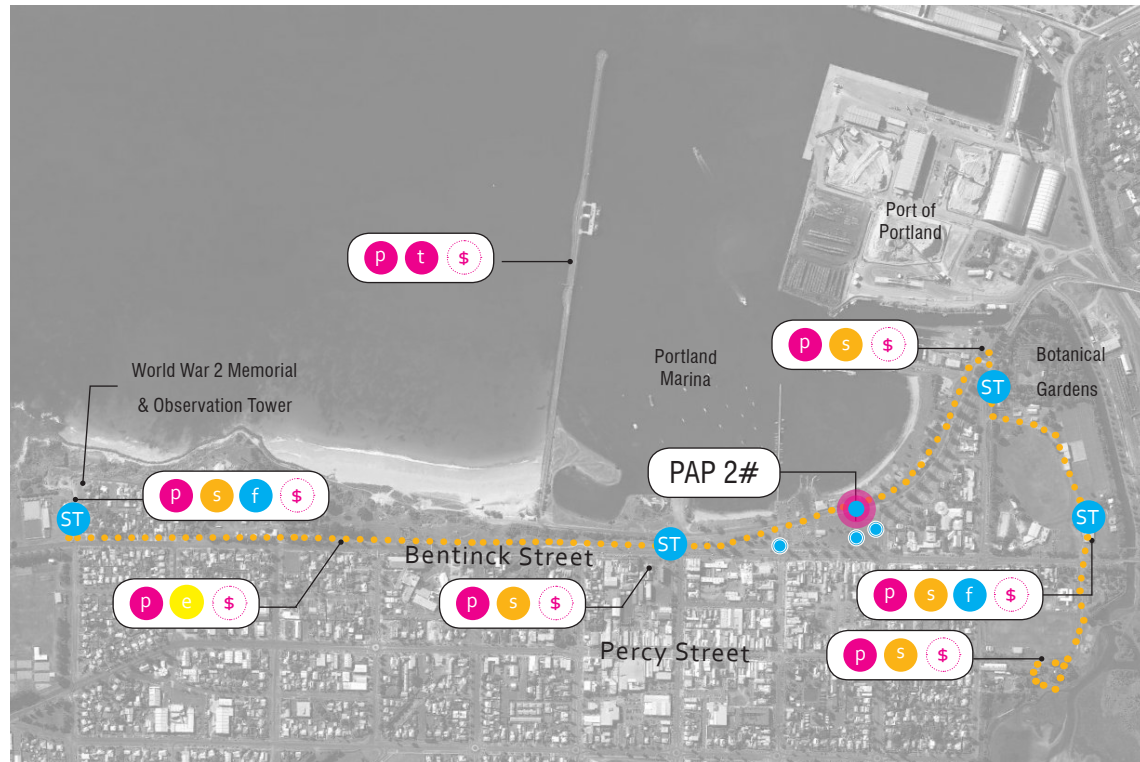 Port of
Portland
p t $
p s $
Portland
Marina
Botanical
Gardens
ST
World War 2 Memorial
& Observation Tower
PAP 2#
p s f $
ST
ST
ST
Bentinck Street
p e $
p s $
p s f $
Percy Street
p s $